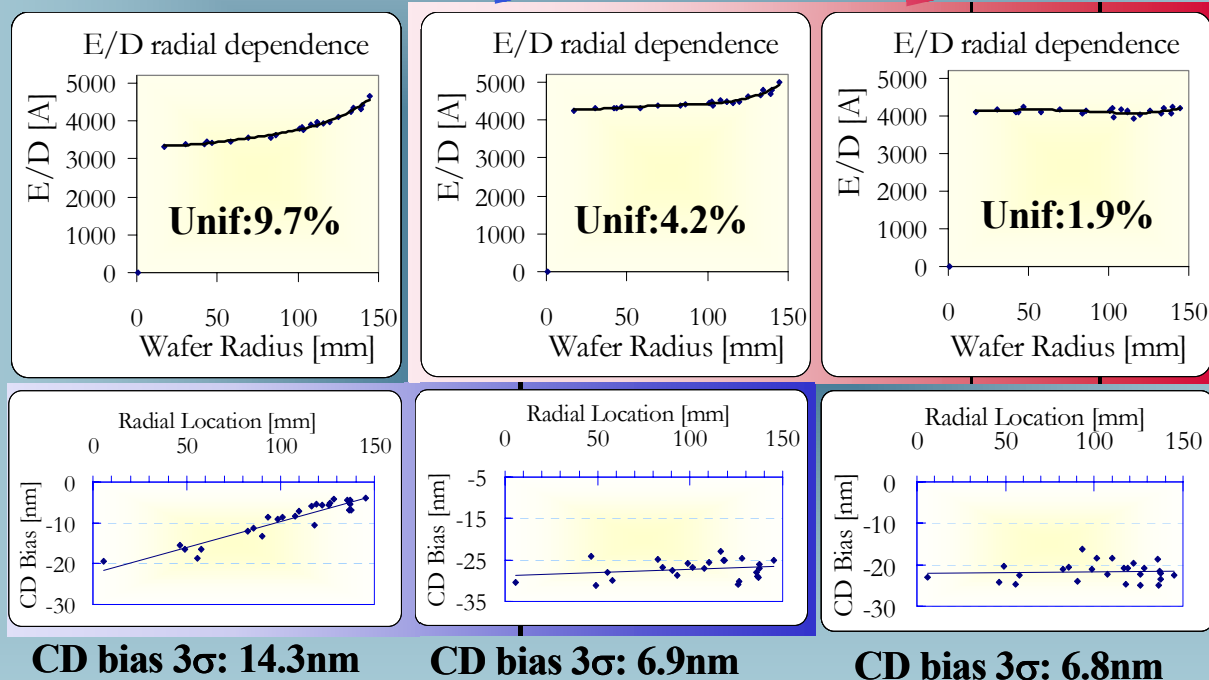 E/D radial dependence
E/D [A]
5000
4000
3000
2000
1000
0
Unif:9.7%
0 50 100 150
Wafer Radius [mm]
E/D radial dependence
E/D [A]
5000
4000
3000
2000
1000
0
Unif:4.2%
0 50 100 150
Wafer Radius [mm]
E/D radial dependence
E/D [A]
5000
4000
3000
2000
1000
0
Unif:1.9%
0 50 100 150
Wafer Radius [mm]
Radial Location [mm]
0 50 100 150
CD Bias [nm]
0
-10
-20
-30
CD bias 3σ: 14.3nm
Radial Location [mm]
0 50 100 150
CD Bias [nm]
-5
-15
-25
-35
CD bias 3σ: 6.9nm
Radial Location [mm]
0 50 100 150
CD Bias [nm]
0
-10
-20
-30
CD bias 3σ: 6.8nm